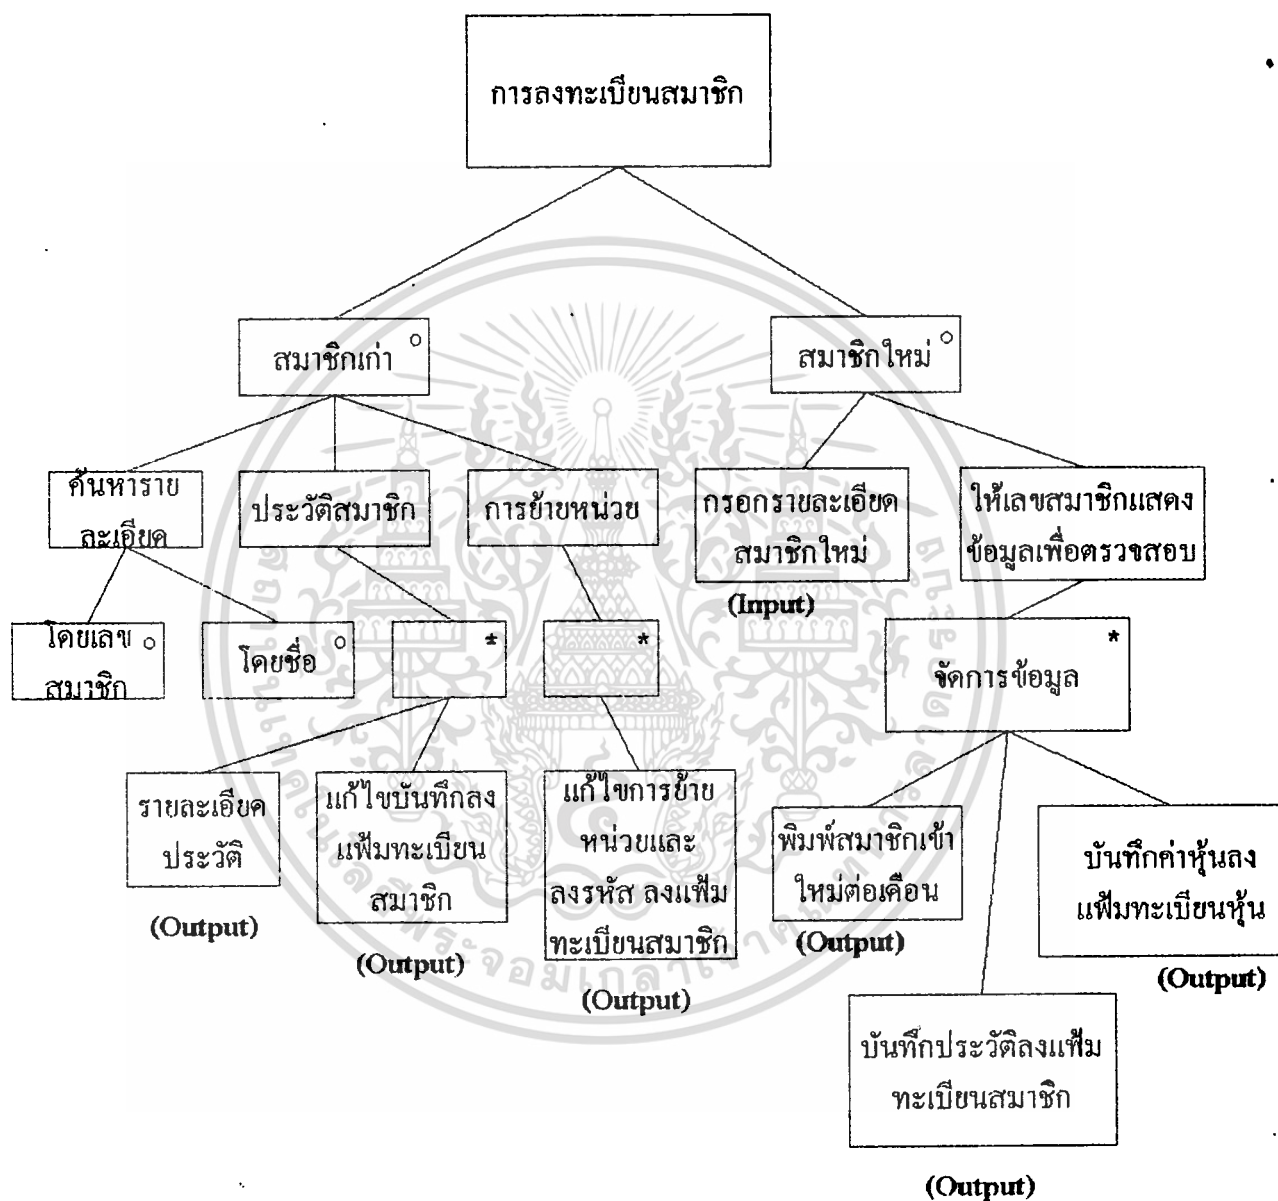 การลงทะเบียนสมาชิก
สมาชิกเก่า
สมาชิกใหม่
ค้นหาราย
ละเอียด
ประวัติสมาชิก
การย้ายหน่วย
กรอกรายละเอียด
สมาชิกใหม่
(Input)
ให้เลขสมาชิกแสดง
ข้อมูลเพื่อตรวจสอบ
โดยเลข
สมาชิก
โดยชื่อ
*
*
*
จัดการข้อมูล
รายละเอียด
ประวัติ
(Output)
แก้ไขบันทึกลง
แฟ้มทะเบียน
สมาชิก
(Output)
แก้ไขการย้าย
หน่วยและ
ลงรหัส ลงแฟ้ม
ทะเบียนสมาชิก
(Output)
พิมพ์สมาชิกเข้า
ใหม่ต่อเดือน
(Output)
บันทึกค่าหุ้นลง
แฟ้มทะเบียนหุ้น
(Output)
บันทึกประวัติลงแฟ้ม
ทะเบียนสมาชิก
(Output)